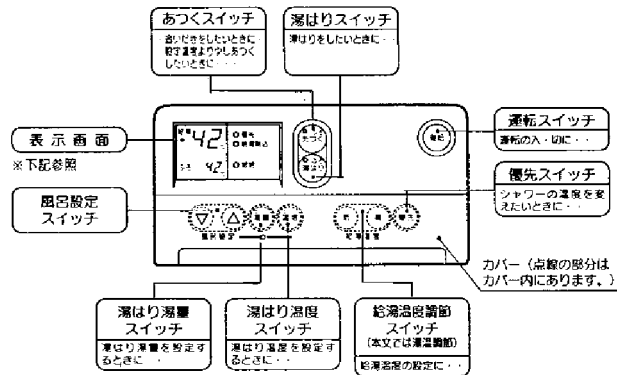 あつくスイッチ
追いだきをしたいときに・
設定温度より少しあつく
したいときに・・・
湯はりスイッチ
湯はりをしたいときに・・・
表示画面
※下記参照
42
優先
42
運転スイッチ
運転の入・切に・・
優先スイッチ
シャワーの温度を変
えたいときに・・
風呂設定
スイッチ
風呂設定
給湯温度
カバー（点線の部分は
カバー内にあります。）
湯はり湯量
スイッチ
湯はり湯量を設定す
るときに・・
湯はり温度
スイッチ
湯はり温度を設定す
るときに・・
給湯温度調節
スイッチ
(本文では湯温調節)
給湯温度の設定に・・